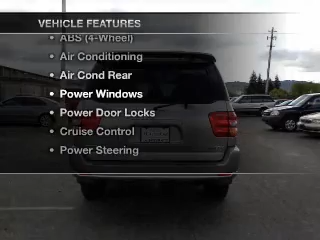 VEHICLE FEATURES
• ABS (4-Wheel)
• Air Conditioning
• Air Cond Rear
• Power Windows
• Power Door Locks
• Cruise Control
• Power Steering